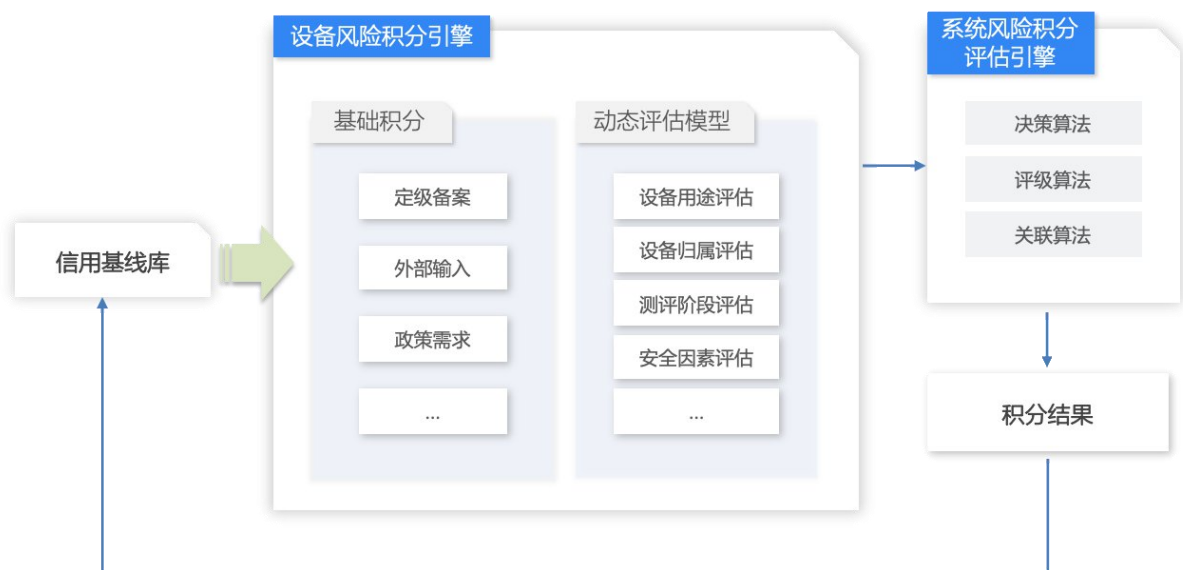 设备风险积分引擎
系统风险积分
评估引擎
基础积分
动态评估模型
决策算法
评级算法
关联算法
定级备案
外部输入
政策需求
...
设备用途评估
设备归属评估
测评阶段评估
安全因素评估
...
信用基线库
积分结果